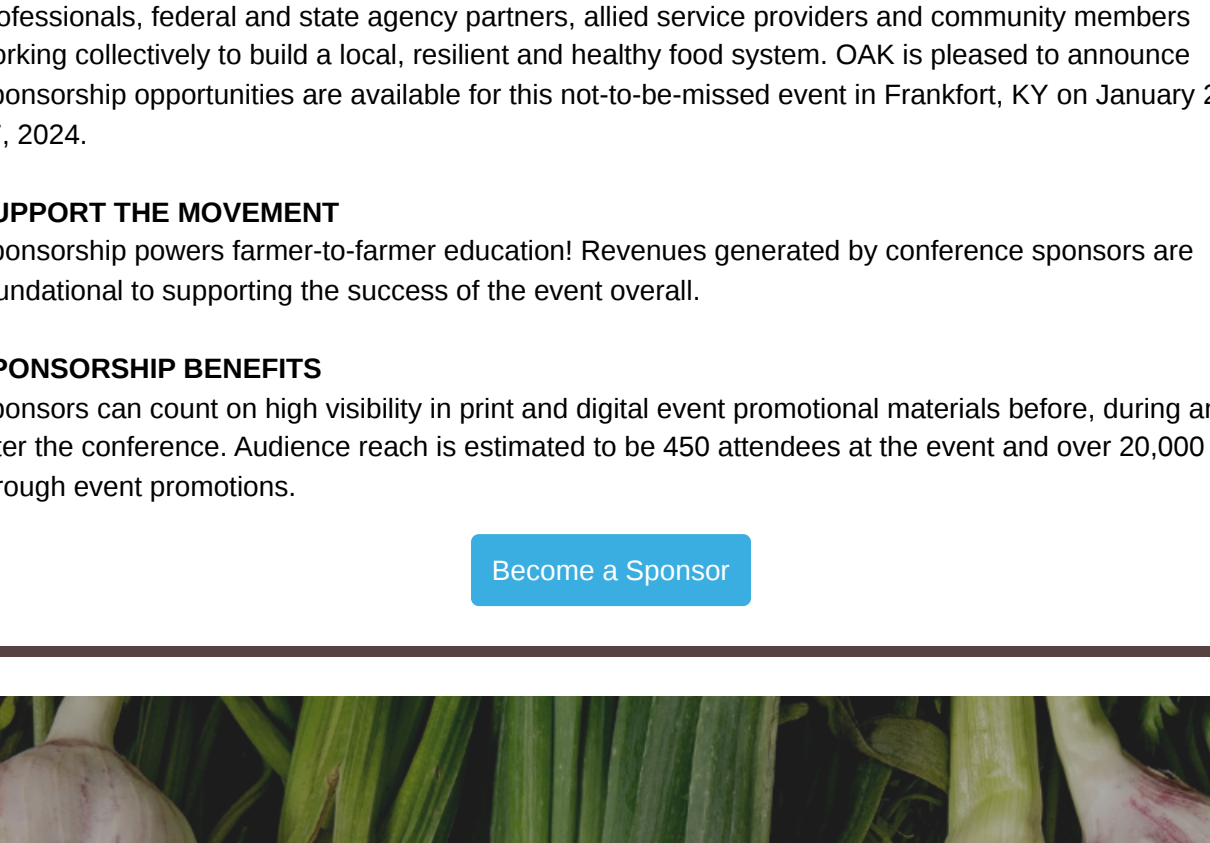 ofessionals, federal and state agency partners, allied service providers and community members
orking collectively to build a local, resilient and healthy food system. OAK is pleased to announce
ponsorship opportunities are available for this not-to-be-missed event in Frankfort, KY on January 2
, 2024.
UPPORT THE MOVEMENT
ponsorship powers farmer-to-farmer education! Revenues generated by conference sponsors are
undational to supporting the success of the event overall.
PONSORSHIP BENEFITS
ponsors can count on high visibility in print and digital event promotional materials before, during an
ter the conference. Audience reach is estimated to be 450 attendees at the event and over 20,000
rough event promotions.
Become a Sponsor